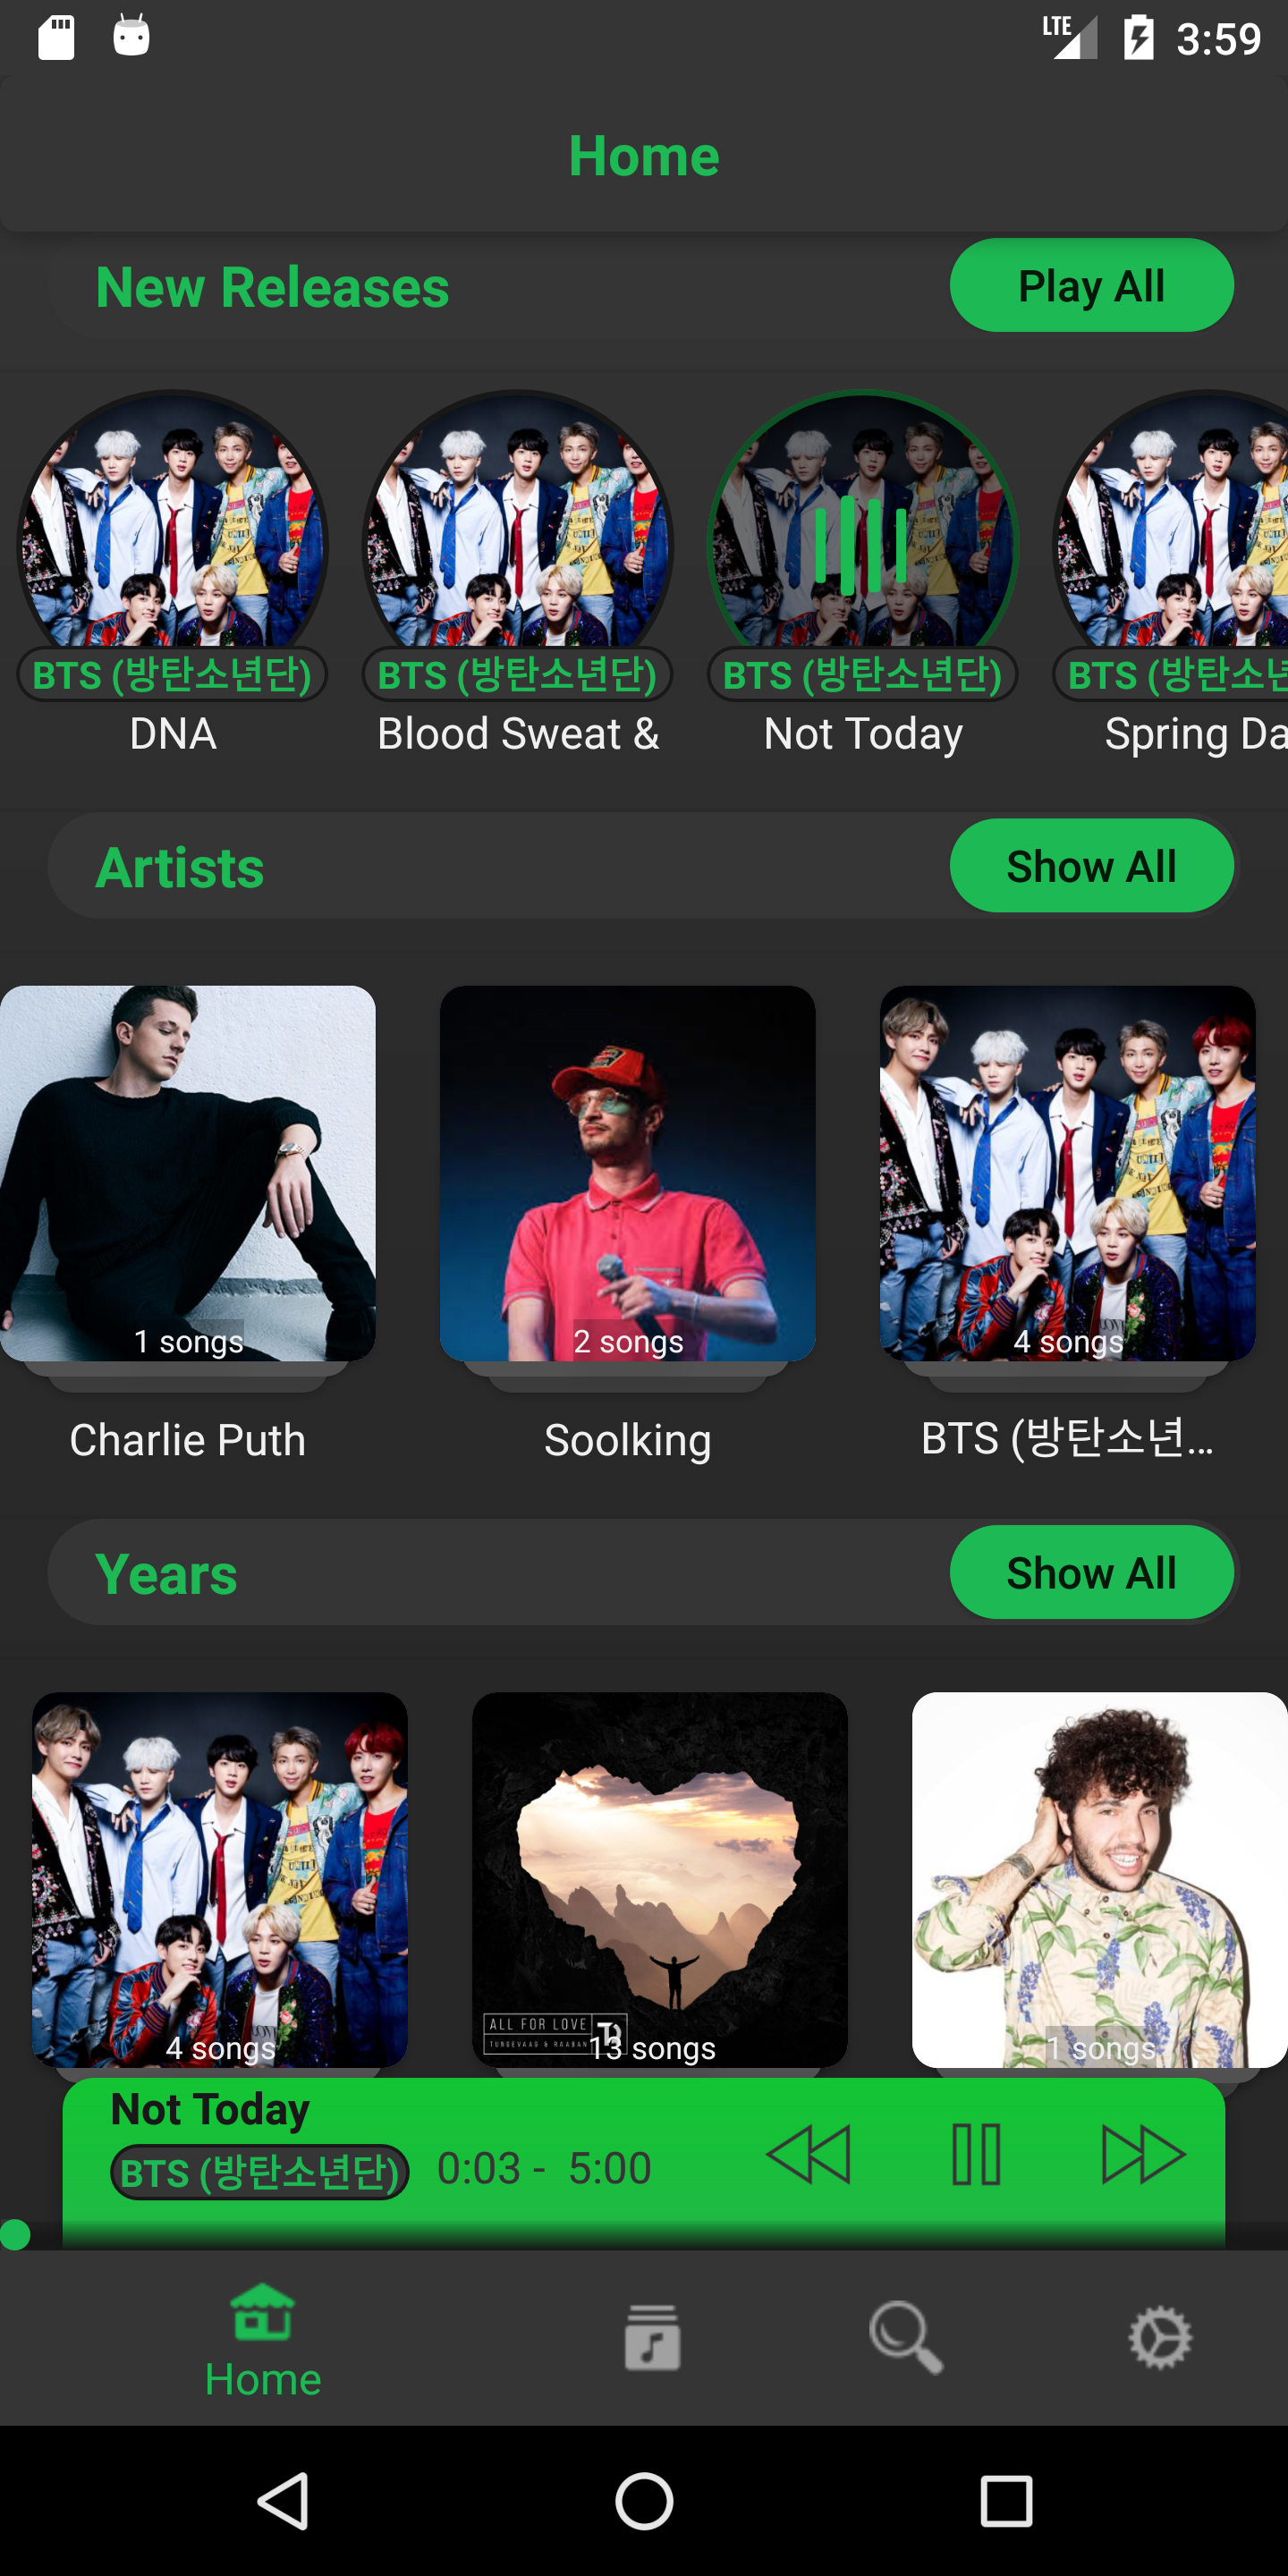 LTE 3:59
Home
New Releases
Play All
BTS (방탄소년단)
BTS (방탄소년단)
BTS (방탄소년단)
BTS (방탄소년
DNA
Blood Sweat &
Not Today
Spring Da
Artists
Show All
1 songs
2 songs
4 songs
Charlie Puth
Soolking
BTS (방탄소년...
Years
Show All
ALL FOR LOVE
TUNGEVAAG & RAABAN
4 songs
13 songs
1 songs
Not Today
BTS (방탄소년단)
0:03 - 5:00
Home